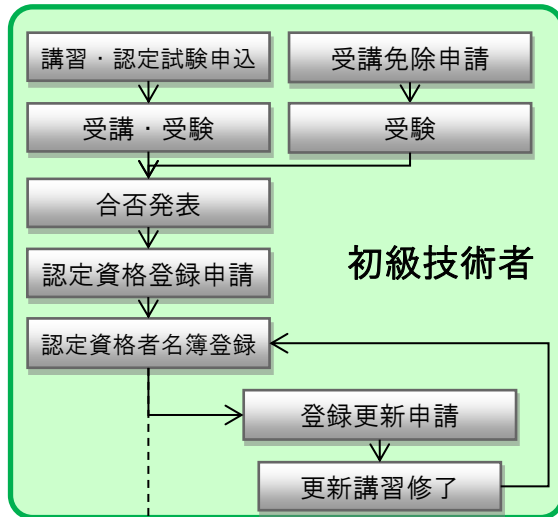 講習・認定試験申込
受講免除申請
受講・受験
受験
合否発表
認定資格登録申請
初級技術者
認定資格者名簿登録
登録更新申請
更新講習修了